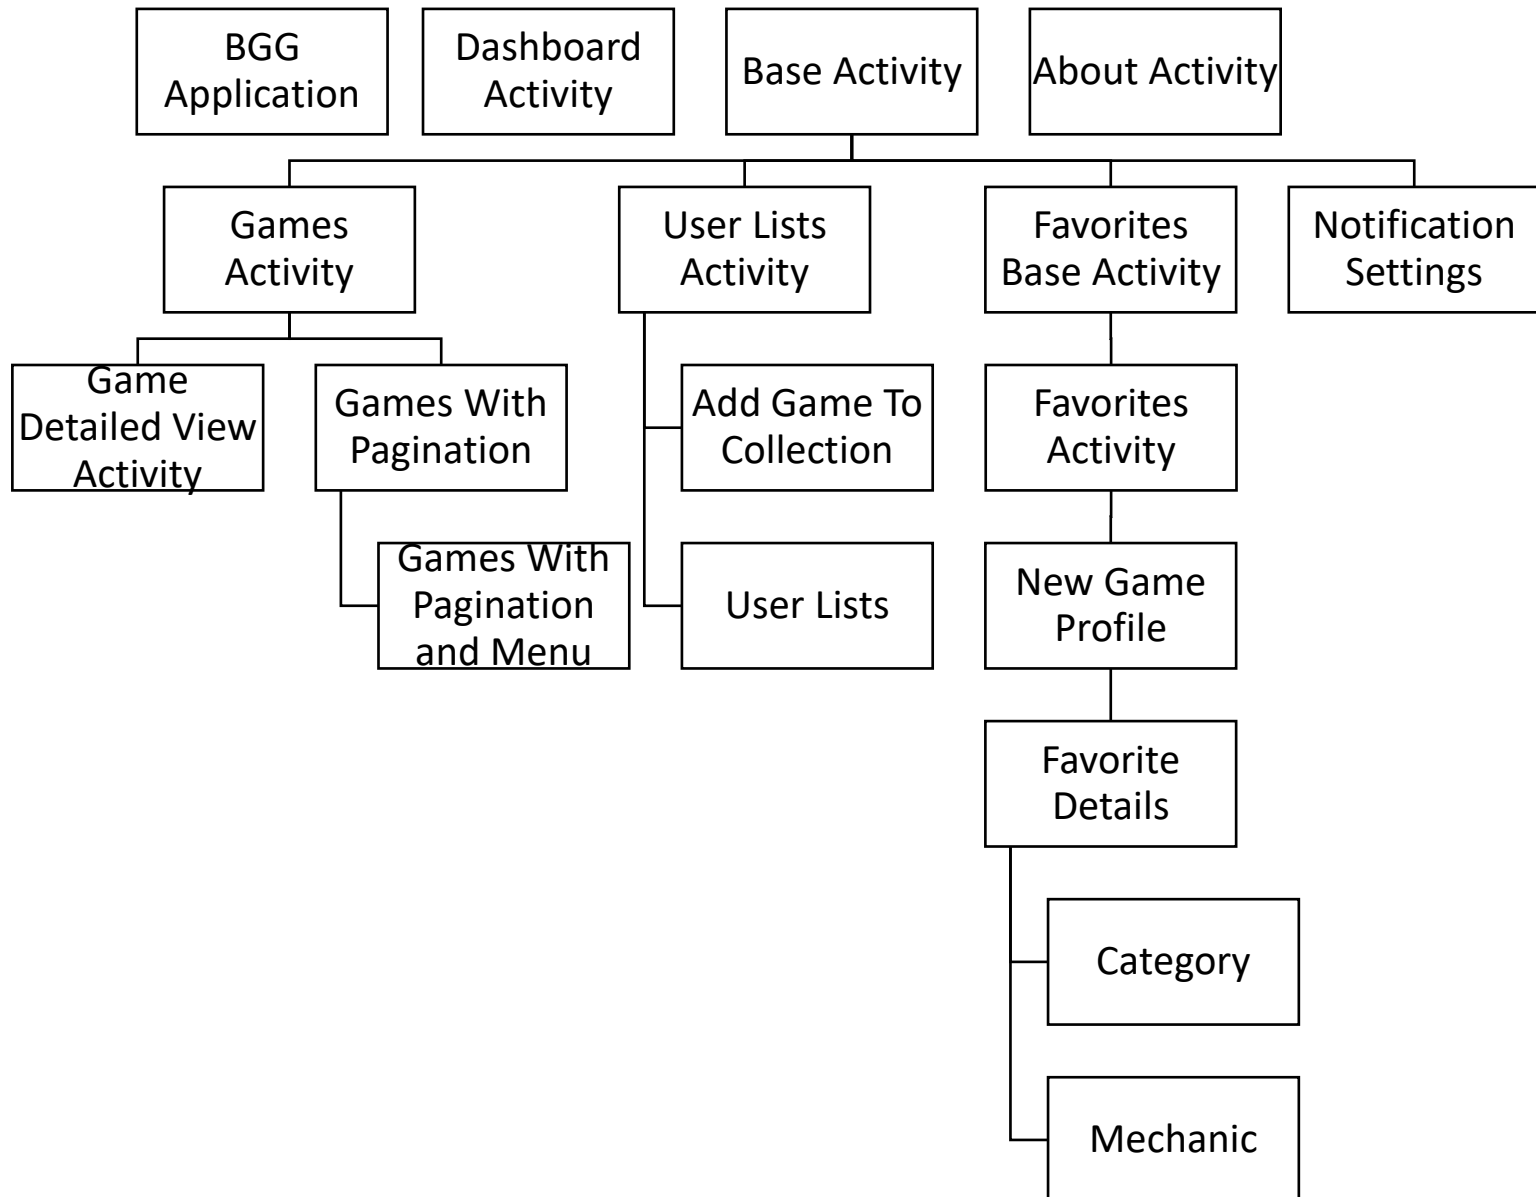 BGG
Application
Dashboard
Activity
Base Activity
About Activity
Games
Activity
User Lists
Activity
Favorites
Base Activity
Notification
Settings
Game
Detailed View
Activity
Games With
Pagination
Add Game To
Collection
Favorites
Activity
Games With
Pagination
and Menu
User Lists
New Game
Profile
Favorite
Details
Category
Mechanic